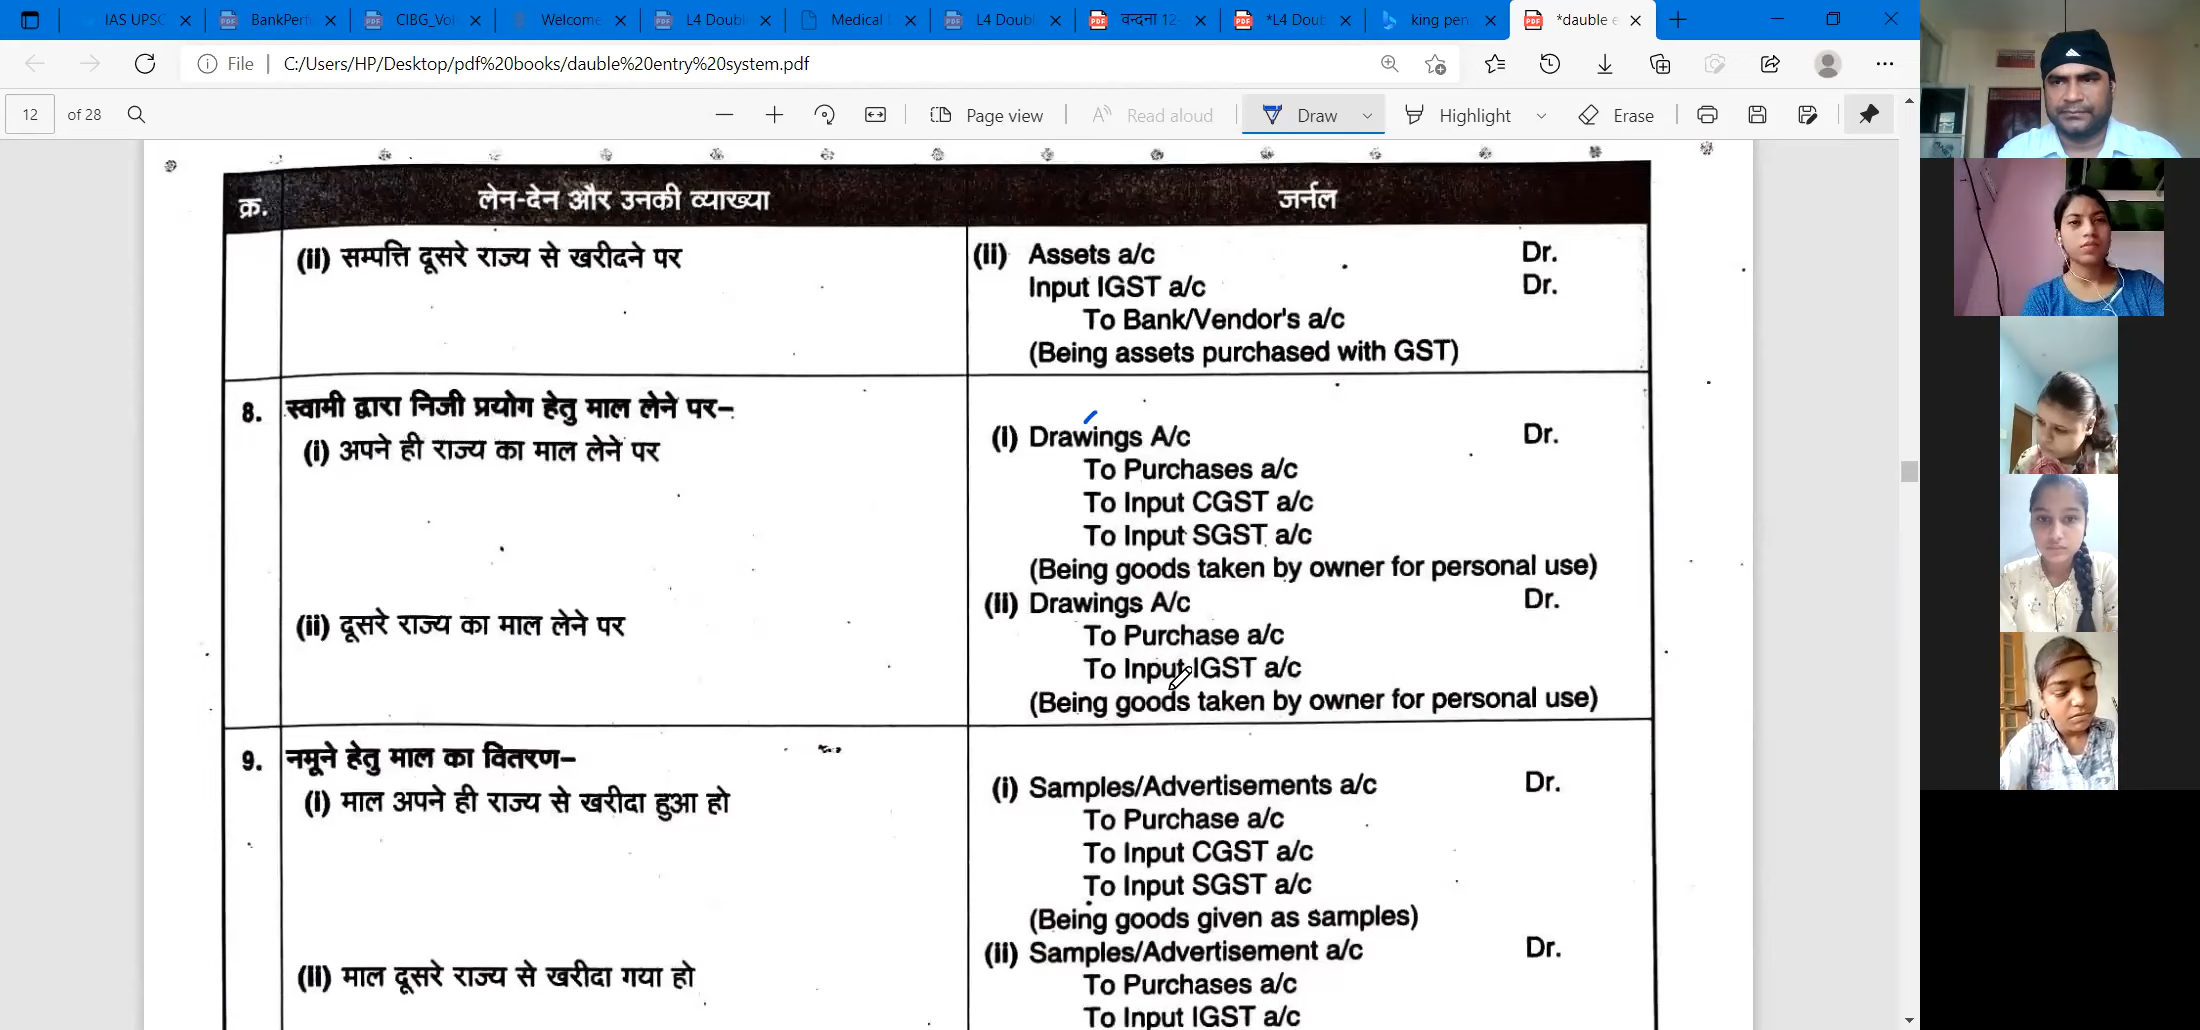 IAS UPSC
BankPerf
CIBG_Vol
Welcome
L4 Doub
Medical
L4 Doubl
वन्दना 12-
*L4 Dout
king pen
*dauble e
File
C:/Users/HP/Desktop/pdf%20books/dauble%20entry%20system.pdf
12 of 28
Page view
Read aloud
Draw
Highlight
Erase
क्र. लेन-देन और उनकी व्याख्या जर्नल
(ii) सम्पत्ति दूसरे राज्य से खरीदने पर
(ii) Assets a/c Dr.
Input IGST a/c Dr.
To Bank/Vendor's a/c
(Being assets purchased with GST)
8. स्वामी द्वारा निजी प्रयोग हेतु माल लेने पर–
(i) अपने ही राज्य का माल लेने पर
(i) Drawings A/c Dr.
To Purchases a/c
To Input CGST a/c
To Input SGST a/c
(Being goods taken by owner for personal use)
(ii) दूसरे राज्य का माल लेने पर
(ii) Drawings A/c Dr.
To Purchase a/c
To Input IGST a/c
(Being goods taken by owner for personal use)
9. नमूने हेतु माल का वितरण–
(i) माल अपने ही राज्य से खरीदा हुआ हो
(i) Samples/Advertisements a/c Dr.
To Purchase a/c
To Input CGST a/c
To Input SGST a/c
(Being goods given as samples)
(ii) माल दूसरे राज्य से खरीदा गया हो
(ii) Samples/Advertisement a/c Dr.
To Purchases a/c
To Input IGST a/c